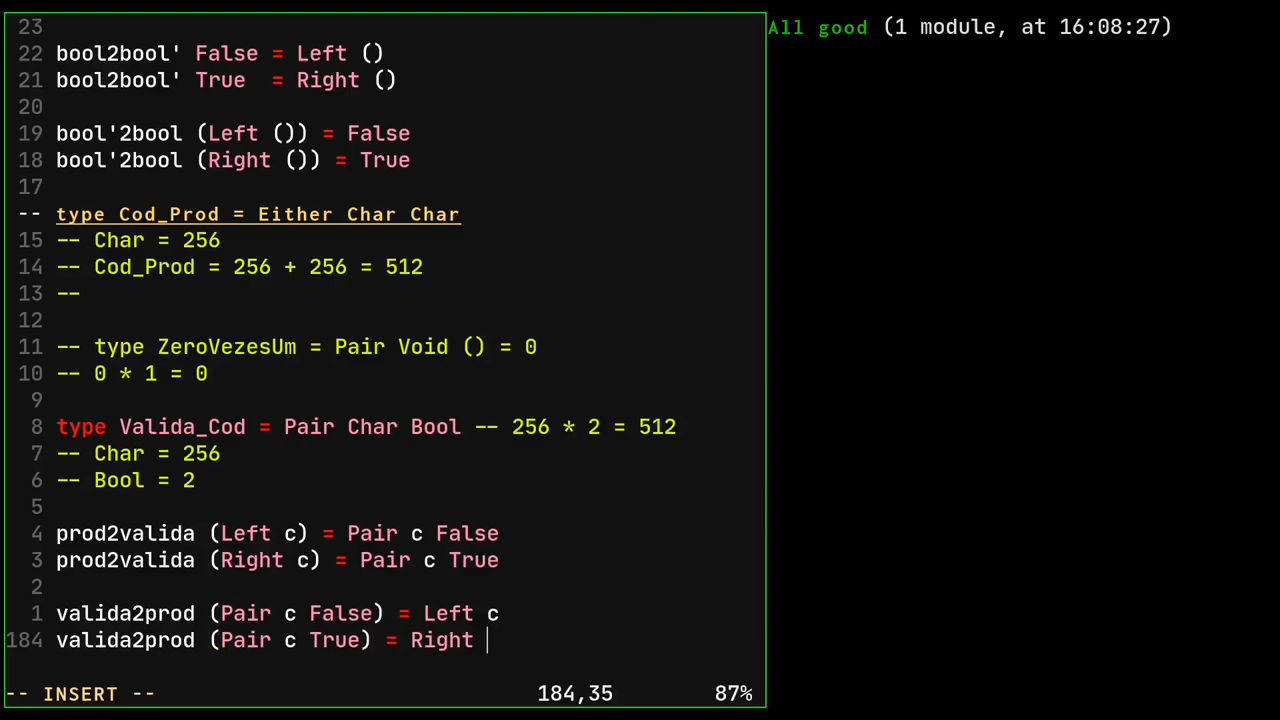 23
22 bool2bool' False = Left ()
21 bool2bool' True  = Right ()
20
19 bool'2bool (Left ()) = False
18 bool'2bool (Right ()) = True
17
-- type Cod_Prod = Either Char Char
15 -- Char = 256
14 -- Cod_Prod = 256 + 256 = 512
13 --
12
11 -- type ZeroVezesUm = Pair Void () = 0
10 -- 0 * 1 = 0
9
8 type Valida_Cod = Pair Char Bool -- 256 * 2 = 512
7 -- Char = 256
6 -- Bool = 2
5
4 prod2valida (Left c) = Pair c False
3 prod2valida (Right c) = Pair c True
2
1 valida2prod (Pair c False) = Left c
184 valida2prod (Pair c True) = Right
-- INSERT -- 184,35 87%
All good (1 module, at 16:08:27)